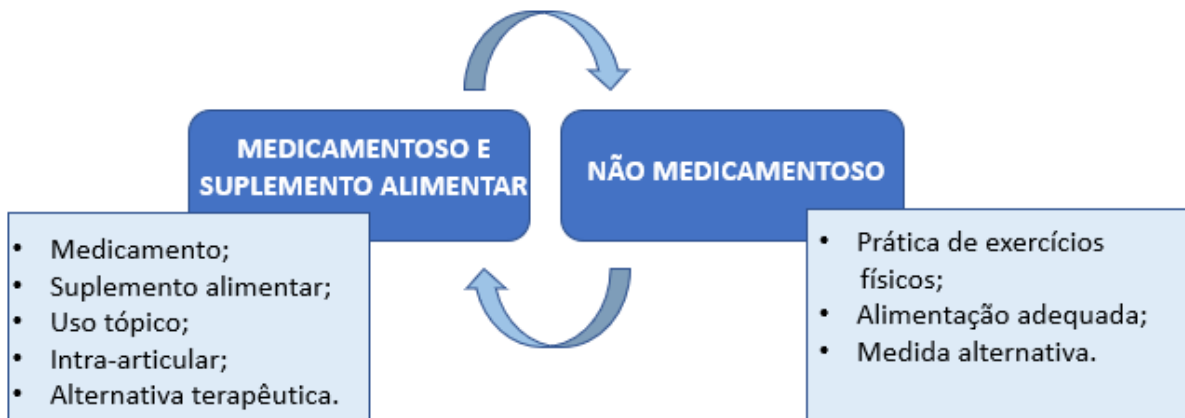 MEDICAMENTOSO E
SUPLEMENTO ALIMENTAR
• Medicamento;
• Suplemento alimentar;
• Uso tópico;
• Intra-articular;
• Alternativa terapêutica.
NÃO MEDICAMENTOSO
• Prática de exercícios
físicos;
• Alimentação adequada;
• Medida alternativa.